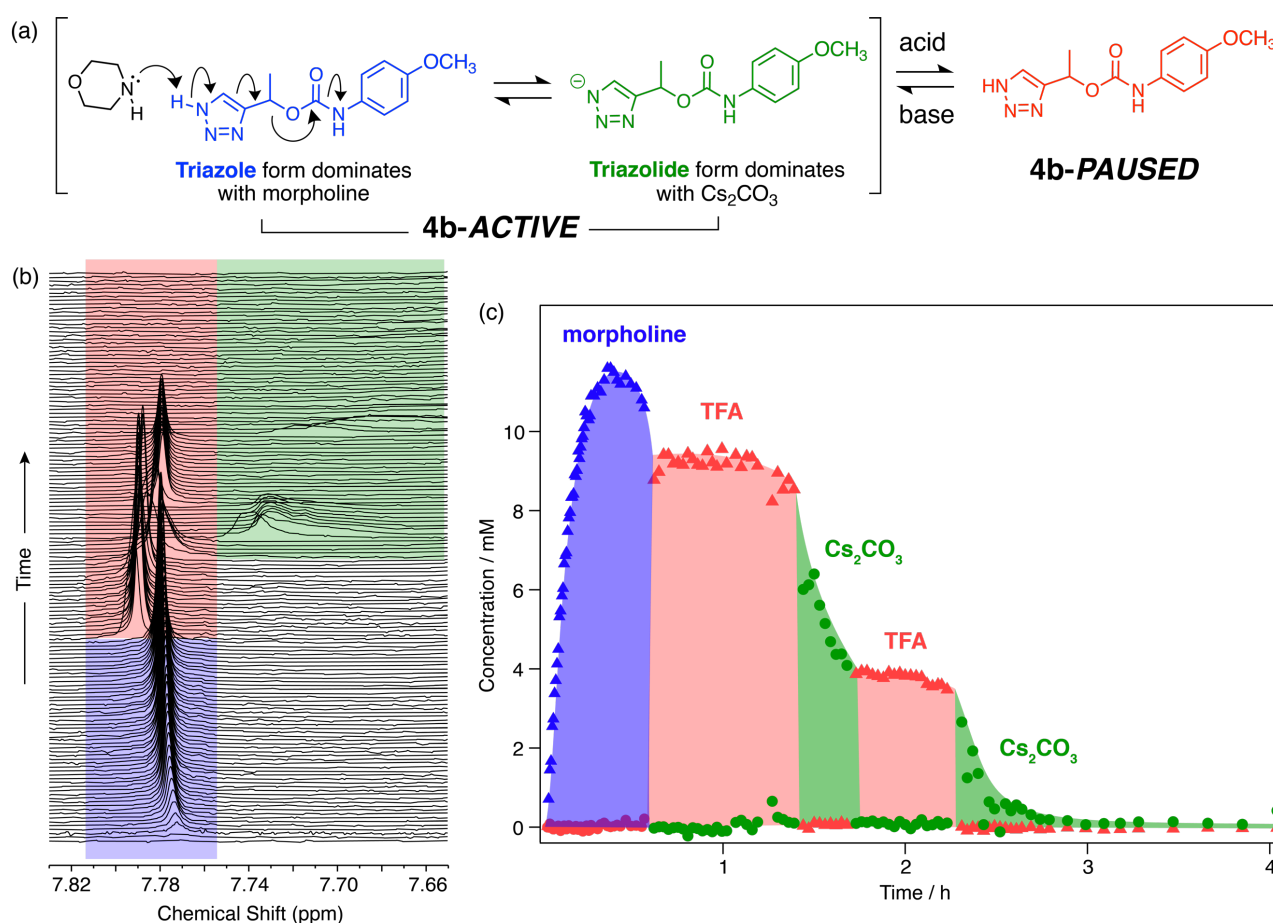 (a)
O
N:
H
H
N
N=N
O
O
N
H
OCH₃
Triazole form dominates
with morpholine
⊖
N
N=N
O
O
N
H
OCH₃
Triazolide form dominates
with Cs₂CO₃
4b-ACTIVE
acid
base
HN
N=N
O
O
N
H
OCH₃
4b-PAUSED
(b)
Time
7.82 7.78 7.74 7.70 7.66
Chemical Shift (ppm)
(c)
morpholine
TFA
Cs₂CO₃
TFA
Cs₂CO₃
Concentration / mM
10
8
6
4
2
0
1 2 3 4
Time / h